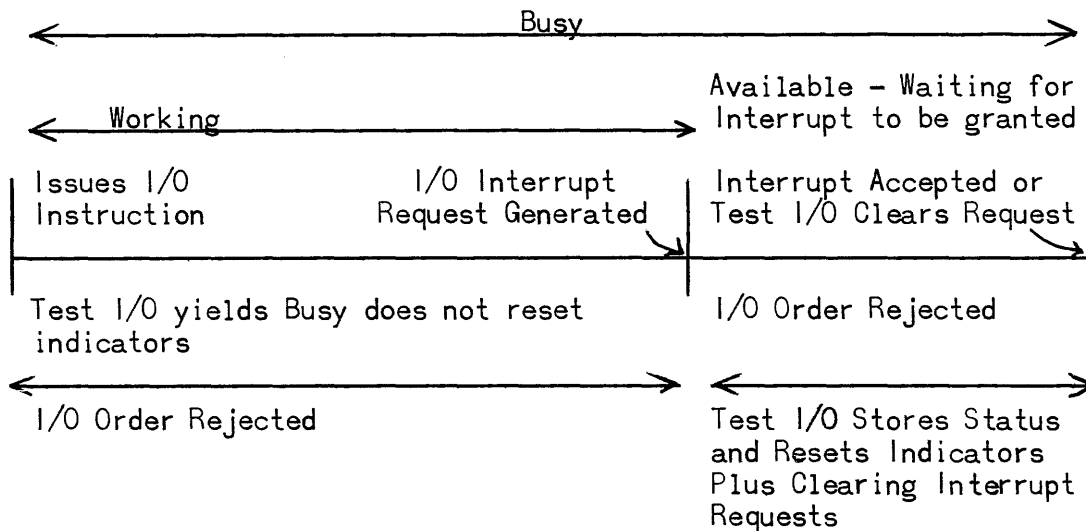 Busy
Available - Waiting for
Interrupt to be granted
Working
Issues I/O
Instruction
I/O Interrupt
Request Generated
Interrupt Accepted or
Test I/O Clears Request
Test I/O yields Busy does not reset
indicators
I/O Order Rejected
I/O Order Rejected
Test I/O Stores Status
and Resets Indicators
Plus Clearing Interrupt
Requests